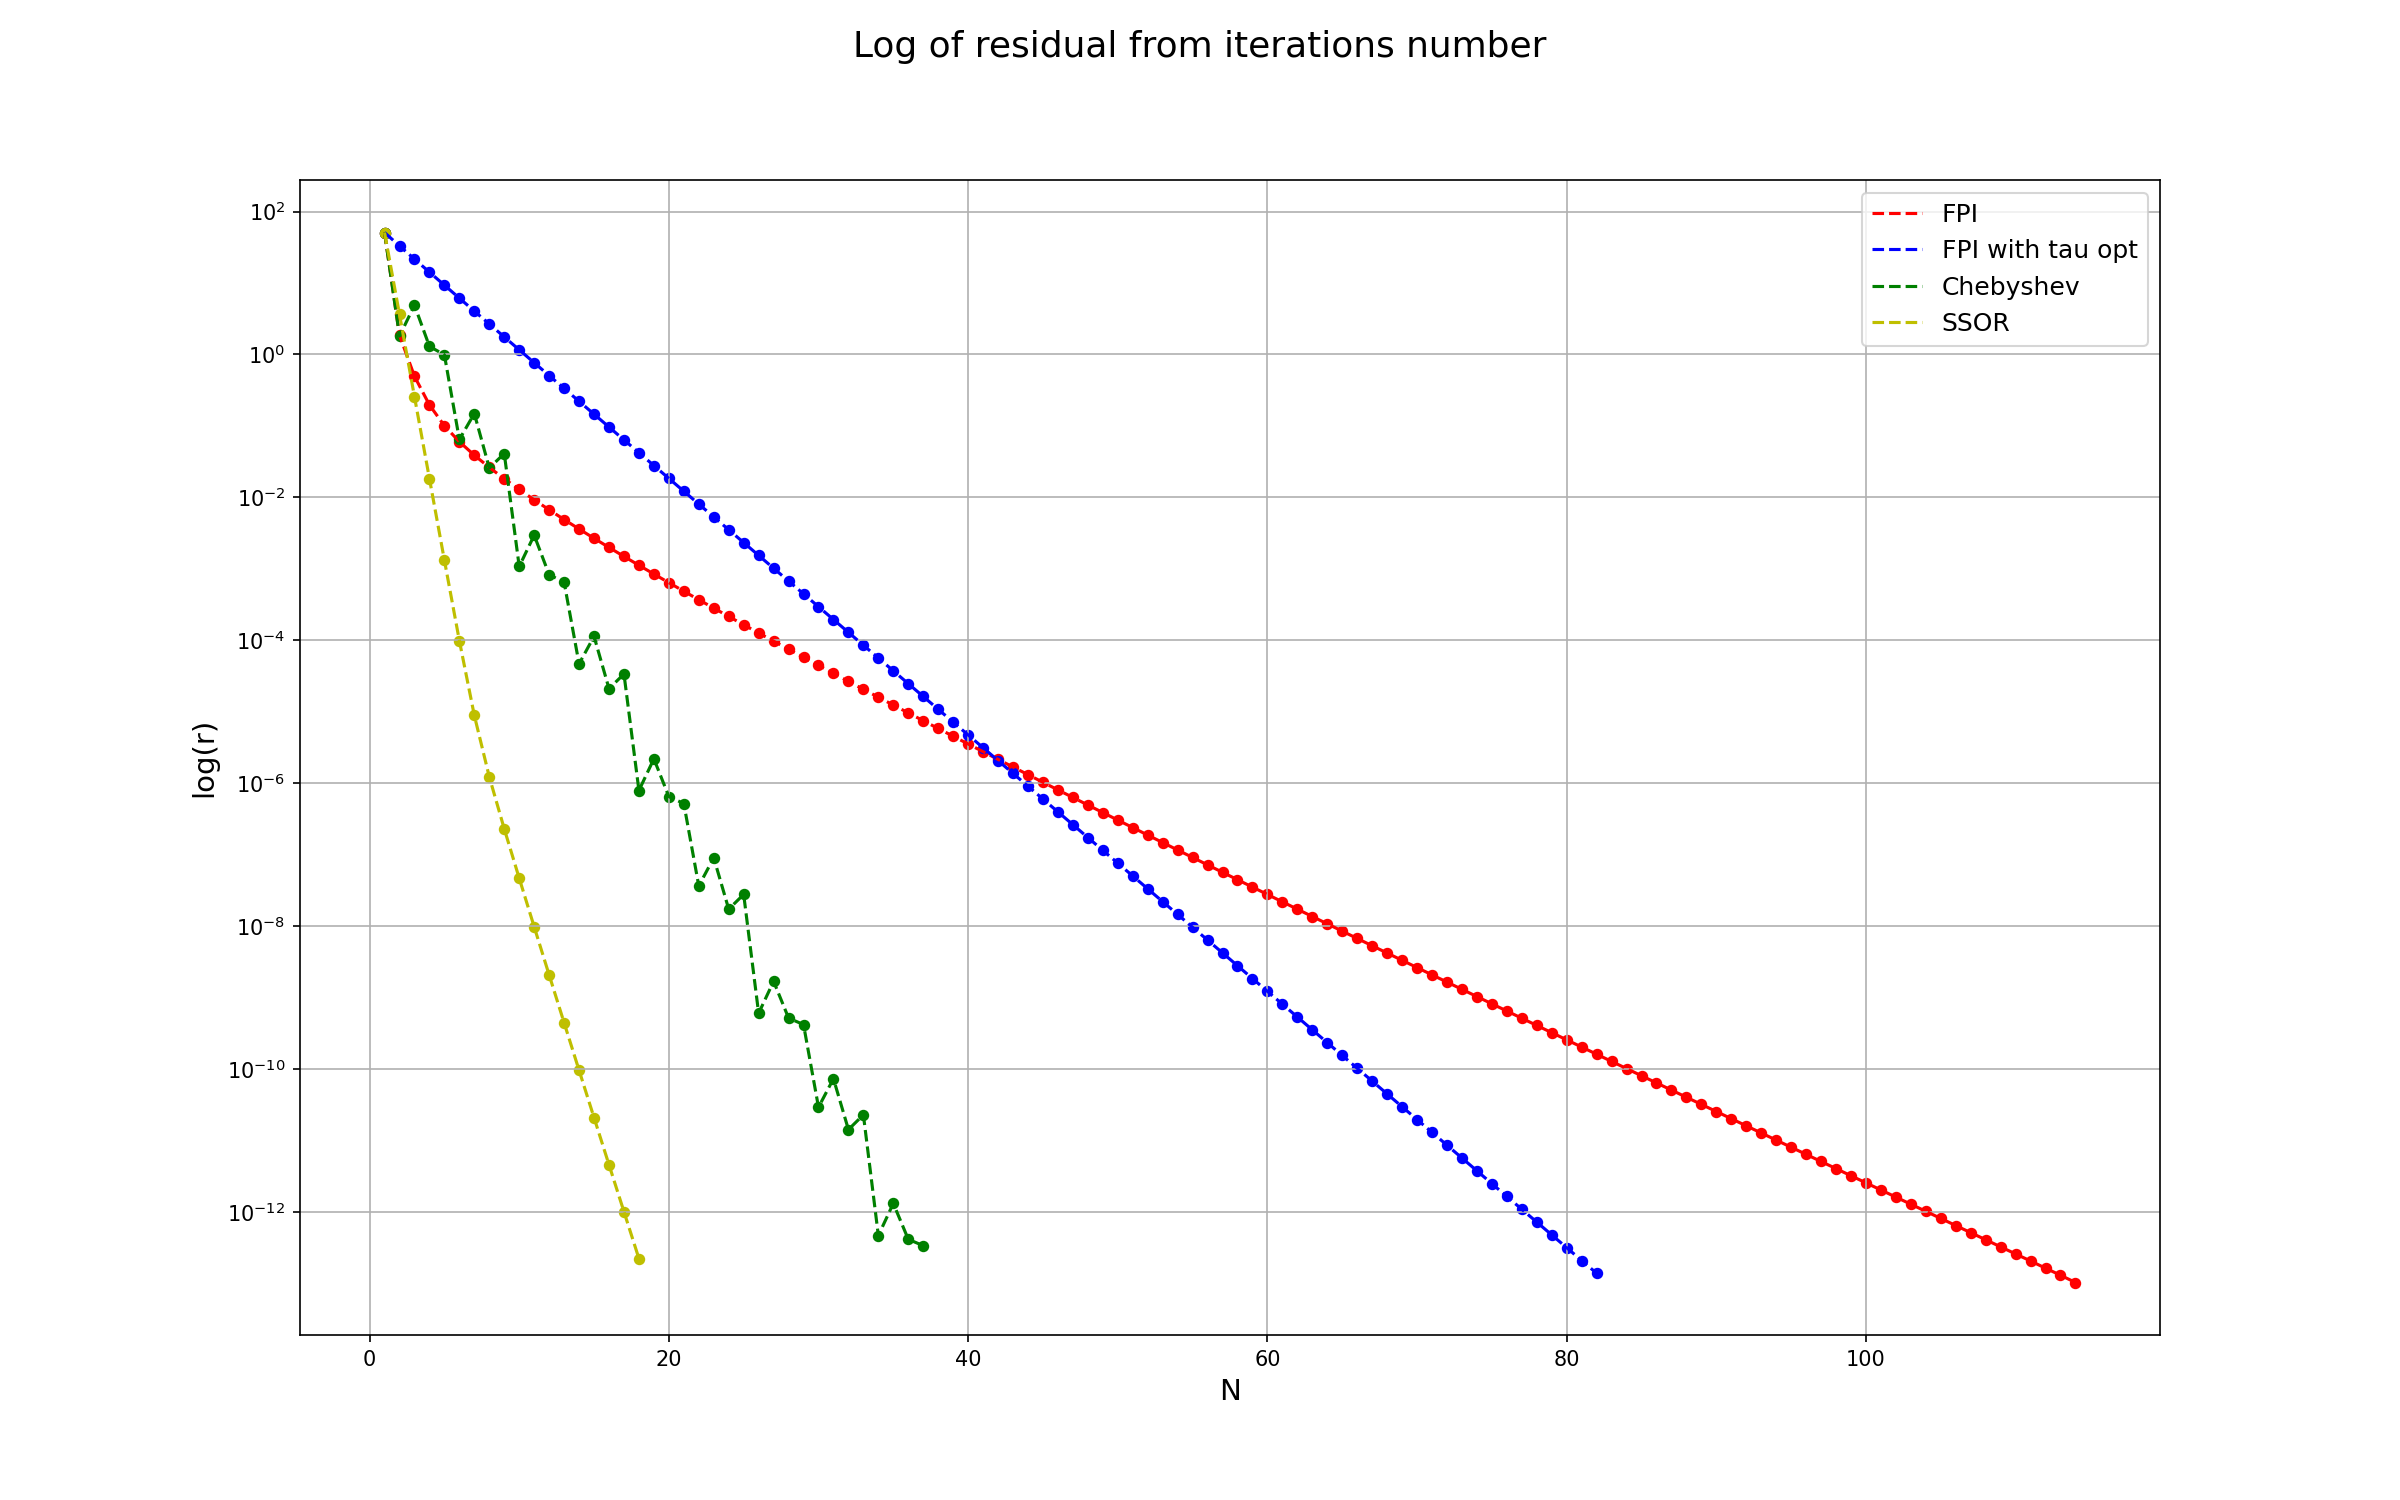 Log of residual from iterations number
FPI
FPI with tau opt
Chebyshev
SSOR
log(r)
10²
10⁰
10⁻²
10⁻⁴
10⁻⁶
10⁻⁸
10⁻¹⁰
10⁻¹²
0 20 40 60 80 100
N